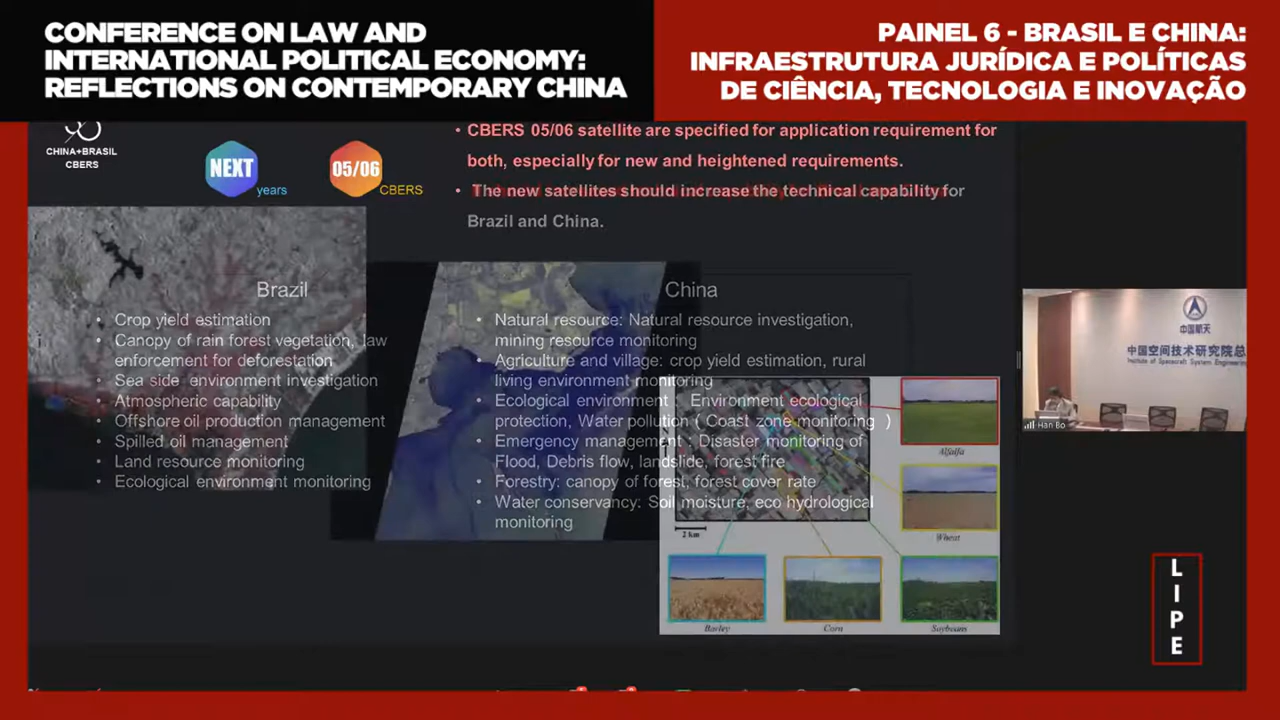 CONFERENCE ON LAW AND
INTERNATIONAL POLITICAL ECONOMY:
REFLECTIONS ON CONTEMPORARY CHINA
PAINEL 6 - BRASIL E CHINA:
INFRAESTRUTURA JURÍDICA E POLÍTICAS
DE CIÊNCIA, TECNOLOGIA E INOVAÇÃO
CHINA+BRASIL
CBERS
NEXT
years
05/06
CBERS
• CBERS 05/06 satellite are specified for application requirement for
both, especially for new and heightened requirements.
• The new satellites should increase the technical capability for
Brazil and China.
Brazil
• Crop yield estimation
• Canopy of rain forest vegetation, law
enforcement for deforestation
• Sea side environment investigation
• Atmospheric capability
• Offshore oil production management
• Spilled oil management
• Land resource monitoring
• Ecological environment monitoring
China
• Natural resource: Natural resource investigation,
mining resource monitoring
• Agriculture and village: crop yield estimation, rural
living environment monitoring
• Ecological environment : Environment ecological
protection, Water pollution ( Coast zone monitoring )
• Emergency management : Disaster monitoring of
Flood, Debris flow, landslide, forest fire
• Forestry: canopy of forest, forest cover rate
• Water conservancy: Soil moisture, eco hydrological
monitoring
2 km
Alfalfa
Wheat
Barley
Corn
Soybeans
中国航天
中国空间技术研究院总
Institute of Spacecraft System Engineering
Han Bo
L
I
P
E